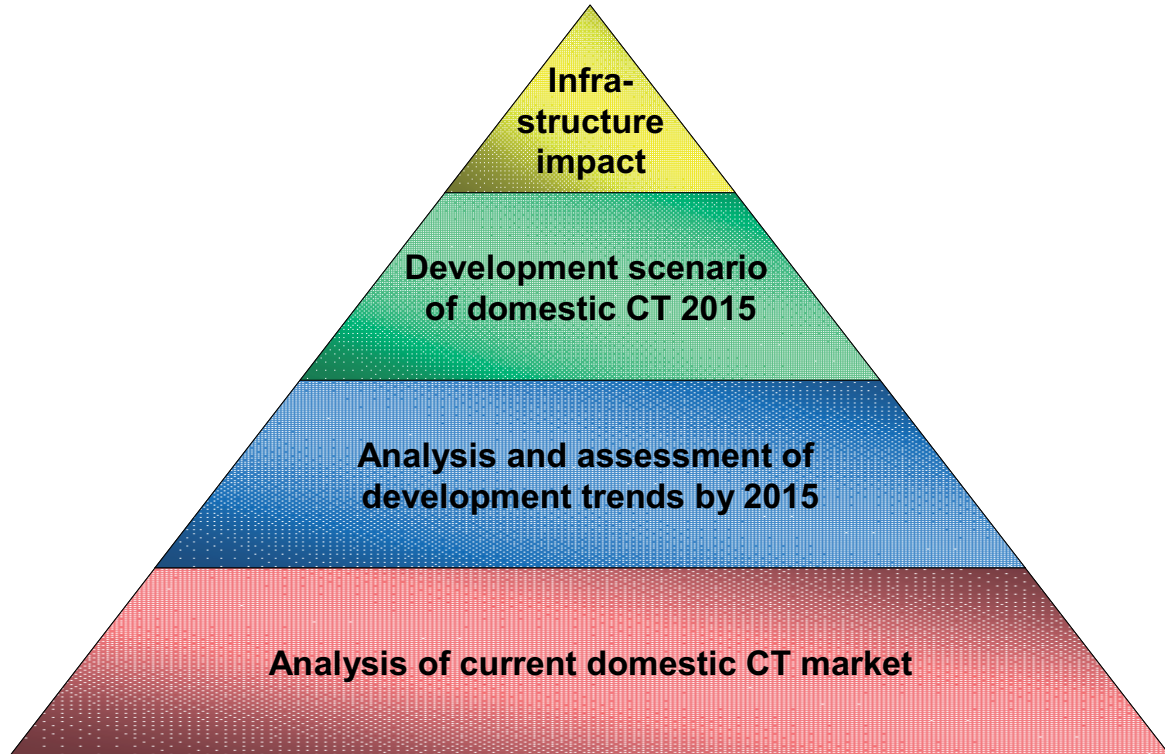 Infra-
structure
impact
Development scenario
of domestic CT 2015
Analysis and assessment of
development trends by 2015
Analysis of current domestic CT market